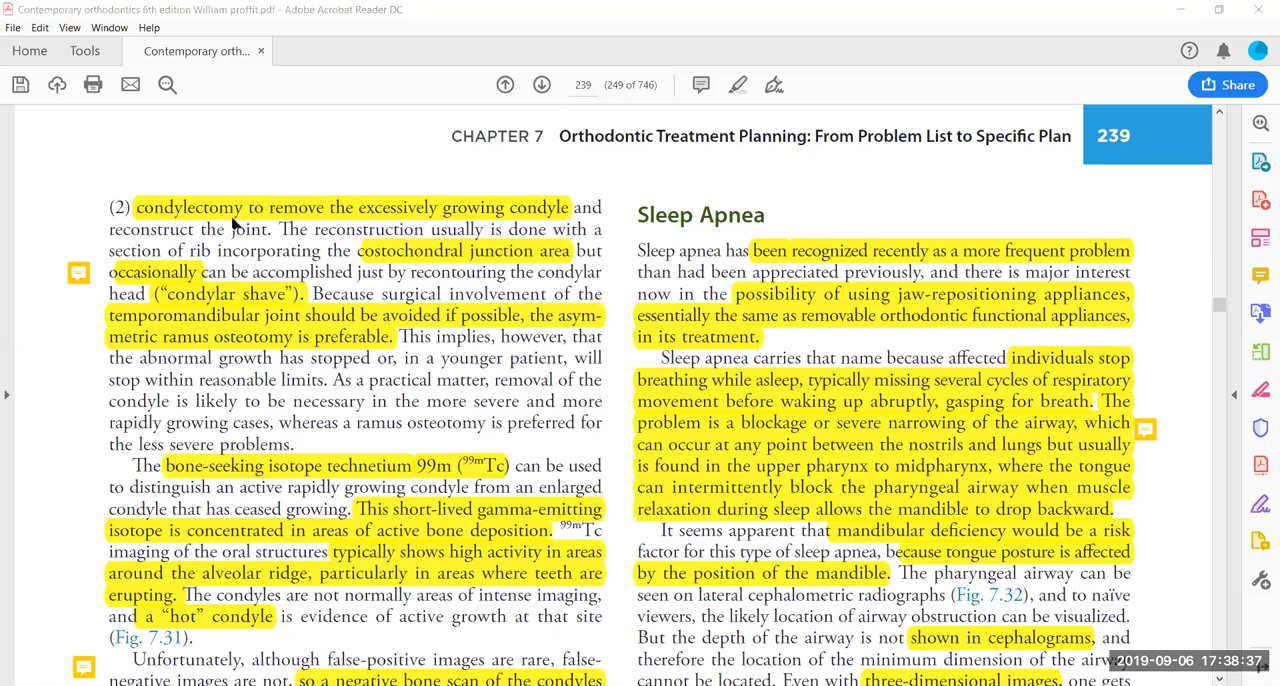 Contemporary orthodontics 6th edition William proffit.pdf - Adobe Acrobat Reader DC
File Edit View Window Help
Home Tools Contemporary orth... ×
239 (249 of 746)
Share
CHAPTER 7 Orthodontic Treatment Planning: From Problem List to Specific Plan 239
(2) condylectomy to remove the excessively growing condyle and
reconstruct the joint. The reconstruction usually is done with a
section of rib incorporating the costochondral junction area but
occasionally can be accomplished just by recontouring the condylar
head (“condylar shave”). Because surgical involvement of the
temporomandibular joint should be avoided if possible, the asym-
metric ramus osteotomy is preferable. This implies, however, that
the abnormal growth has stopped or, in a younger patient, will
stop within reasonable limits. As a practical matter, removal of the
condyle is likely to be necessary in the more severe and more
rapidly growing cases, whereas a ramus osteotomy is preferred for
the less severe problems.
The bone-seeking isotope technetium 99m (⁹⁹ᵐTc) can be used
to distinguish an active rapidly growing condyle from an enlarged
condyle that has ceased growing. This short-lived gamma-emitting
isotope is concentrated in areas of active bone deposition. ⁹⁹ᵐTc
imaging of the oral structures typically shows high activity in areas
around the alveolar ridge, particularly in areas where teeth are
erupting. The condyles are not normally areas of intense imaging,
and a “hot” condyle is evidence of active growth at that site
(Fig. 7.31).
Unfortunately, although false-positive images are rare, false-
negative images are not, so a negative bone scan of the condyles
Sleep Apnea
Sleep apnea has been recognized recently as a more frequent problem
than had been appreciated previously, and there is major interest
now in the possibility of using jaw-repositioning appliances,
essentially the same as removable orthodontic functional appliances,
in its treatment.
Sleep apnea carries that name because affected individuals stop
breathing while asleep, typically missing several cycles of respiratory
movement before waking up abruptly, gasping for breath. The
problem is a blockage or severe narrowing of the airway, which
can occur at any point between the nostrils and lungs but usually
is found in the upper pharynx to midpharynx, where the tongue
can intermittently block the pharyngeal airway when muscle
relaxation during sleep allows the mandible to drop backward.
It seems apparent that mandibular deficiency would be a risk
factor for this type of sleep apnea, because tongue posture is affected
by the position of the mandible. The pharyngeal airway can be
seen on lateral cephalometric radiographs (Fig. 7.32), and to naïve
viewers, the likely location of airway obstruction can be visualized.
But the depth of the airway is not shown in cephalograms, and
therefore the location of the minimum dimension of the airway
cannot be located. Even with three-dimensional images, one gets
2019-09-06 17:38:37